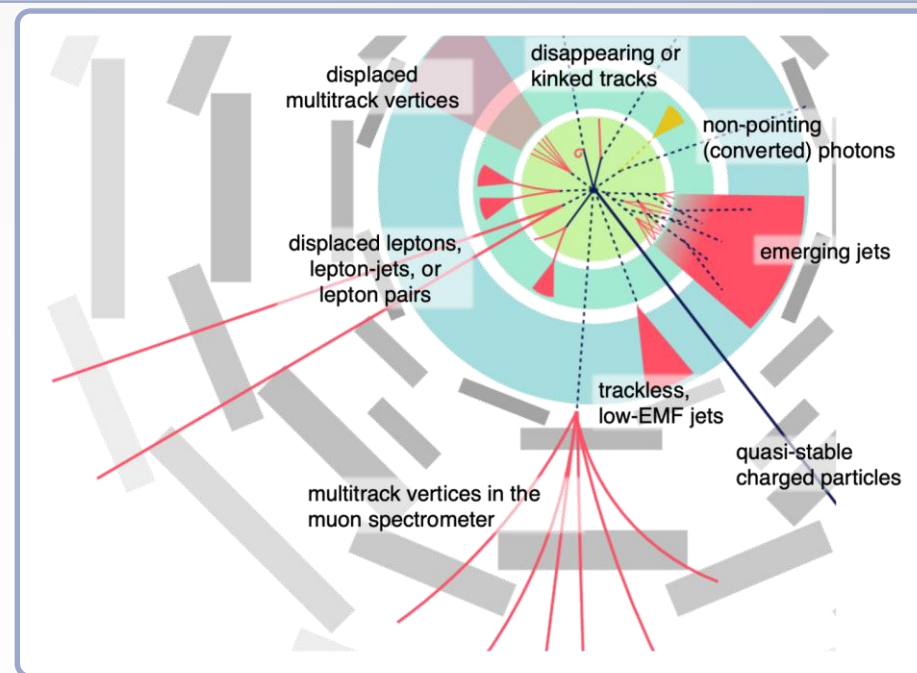 disappearing or
kinked tracks
displaced
multitrack vertices
non-pointing
(converted) photons
displaced leptons,
lepton-jets, or
lepton pairs
emerging jets
trackless,
low-EMF jets
quasi-stable
charged particles
multitrack vertices in the
muon spectrometer